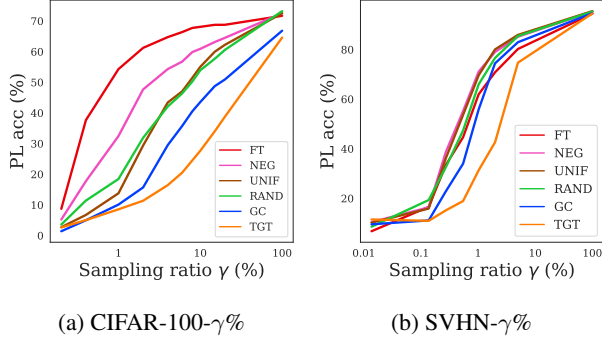 PL acc (%)
70
60
50
40
30
20
10
0
FT
NEG
UNIF
RAND
GC
TGT
1
10
100
Sampling ratio γ (%)
(a) CIFAR-100-γ%
PL acc (%)
80
60
40
20
FT
NEG
UNIF
RAND
GC
TGT
0.01
0.1
1
10
100
Sampling ratio γ (%)
(b) SVHN-γ%